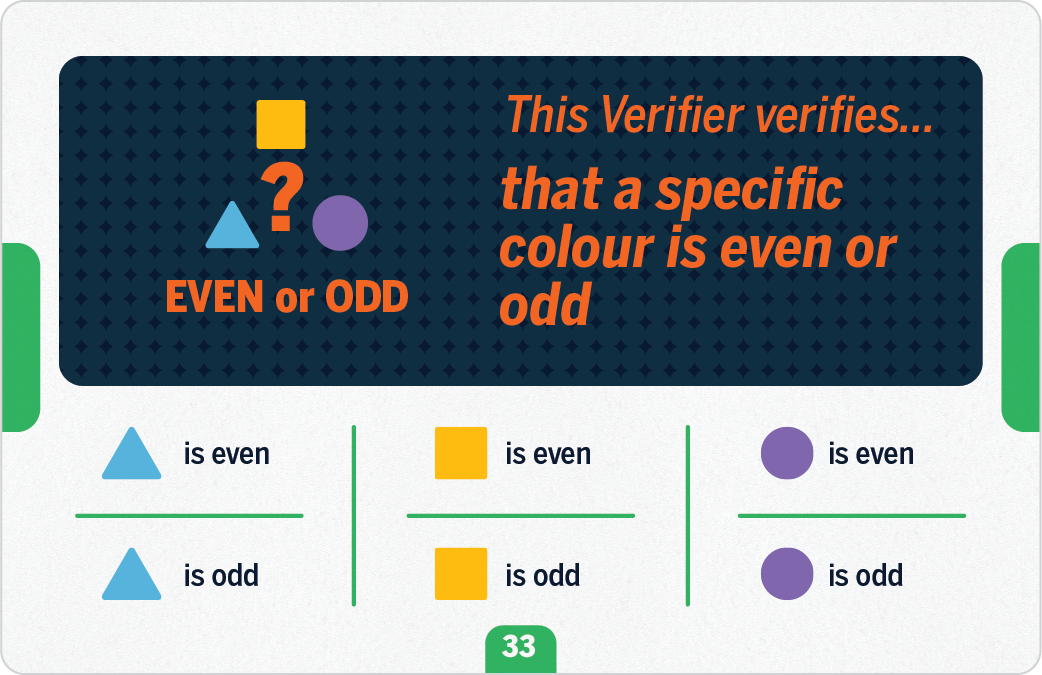 This Verifier verifies...
that a specific
colour is even or
odd
?
EVEN or ODD
is even
is even
is even
is odd
is odd
is odd
33